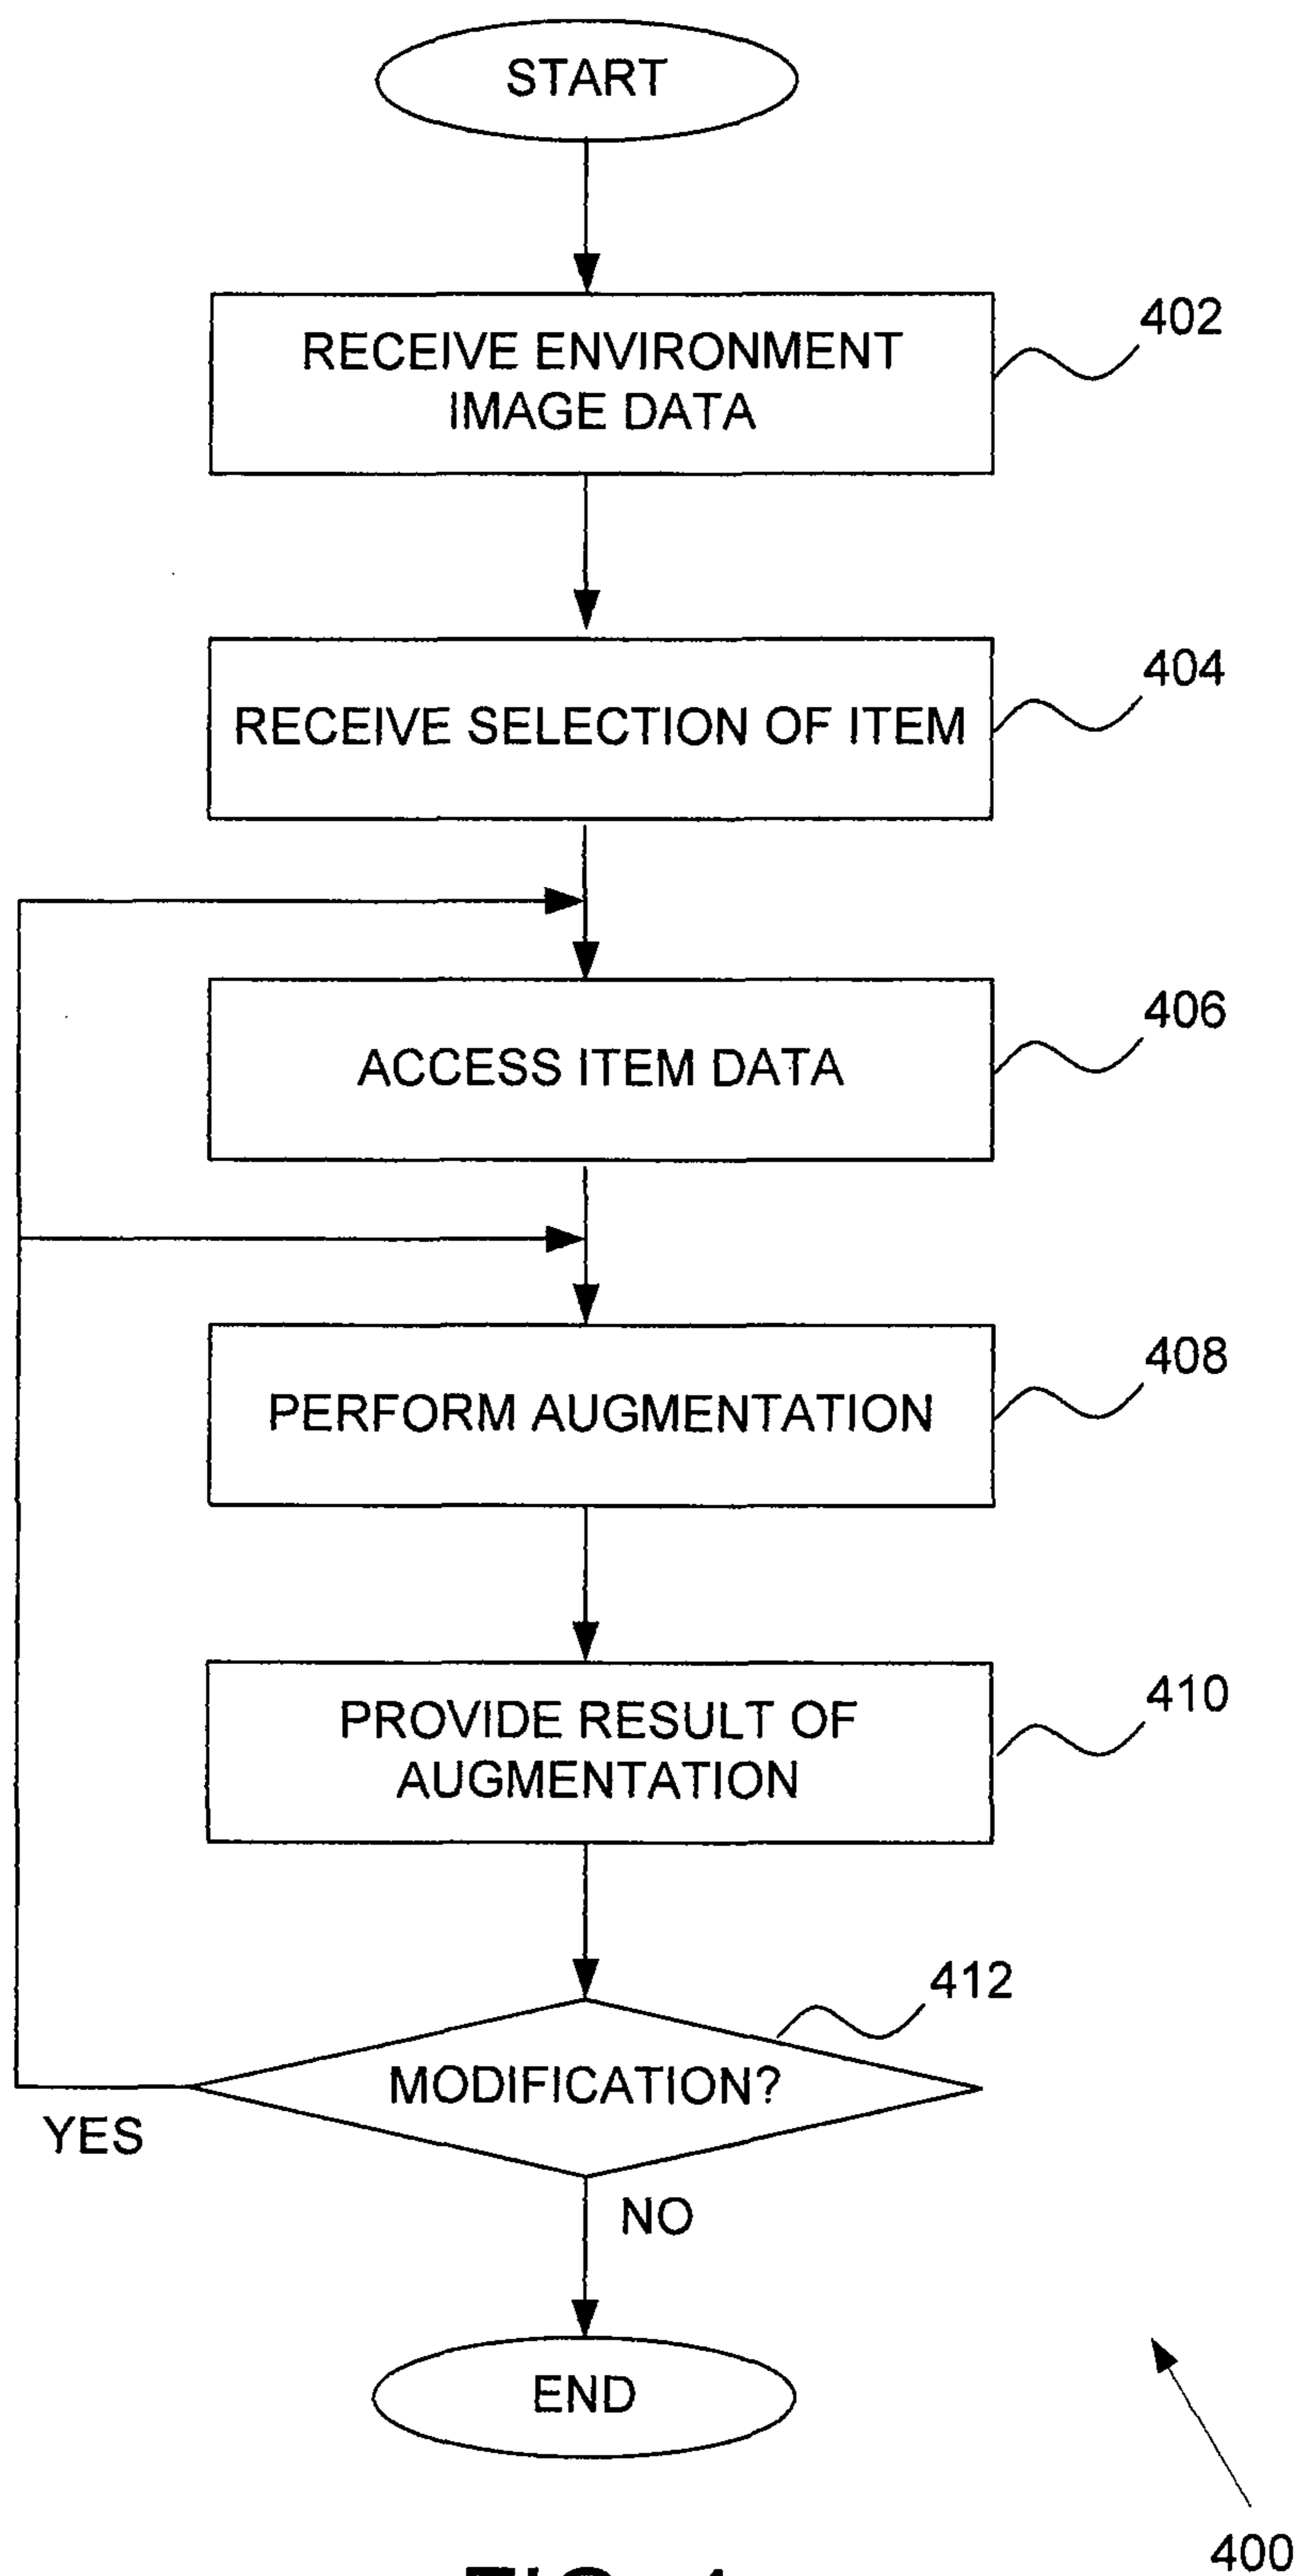 START
RECEIVE ENVIRONMENT
IMAGE DATA
402
RECEIVE SELECTION OF ITEM
404
ACCESS ITEM DATA
406
PERFORM AUGMENTATION
408
PROVIDE RESULT OF
AUGMENTATION
410
412
MODIFICATION?
YES
NO
END
400